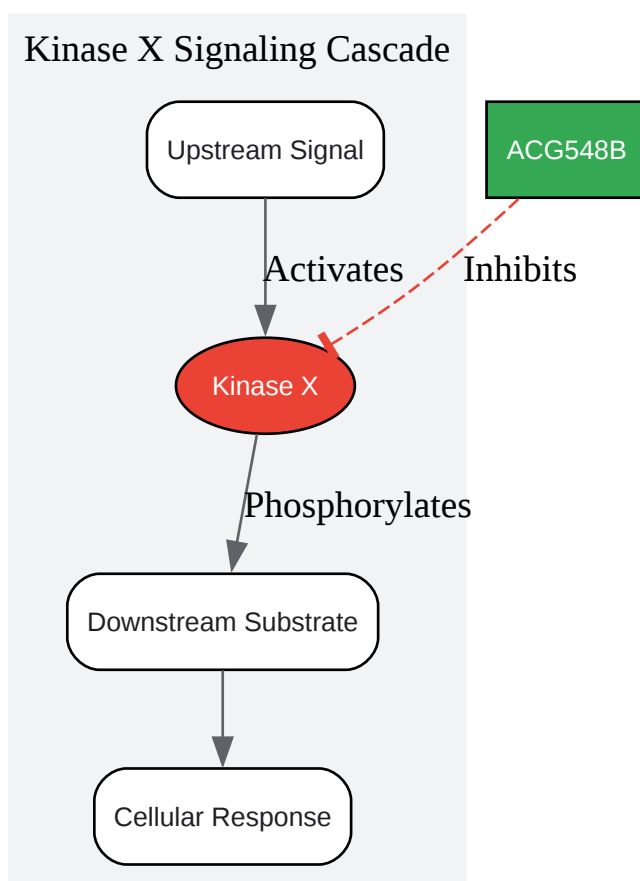 Kinase X Signaling Cascade
Upstream Signal
ACG548B
Activates
Inhibits
Kinase X
Phosphorylates
Downstream Substrate
Cellular Response